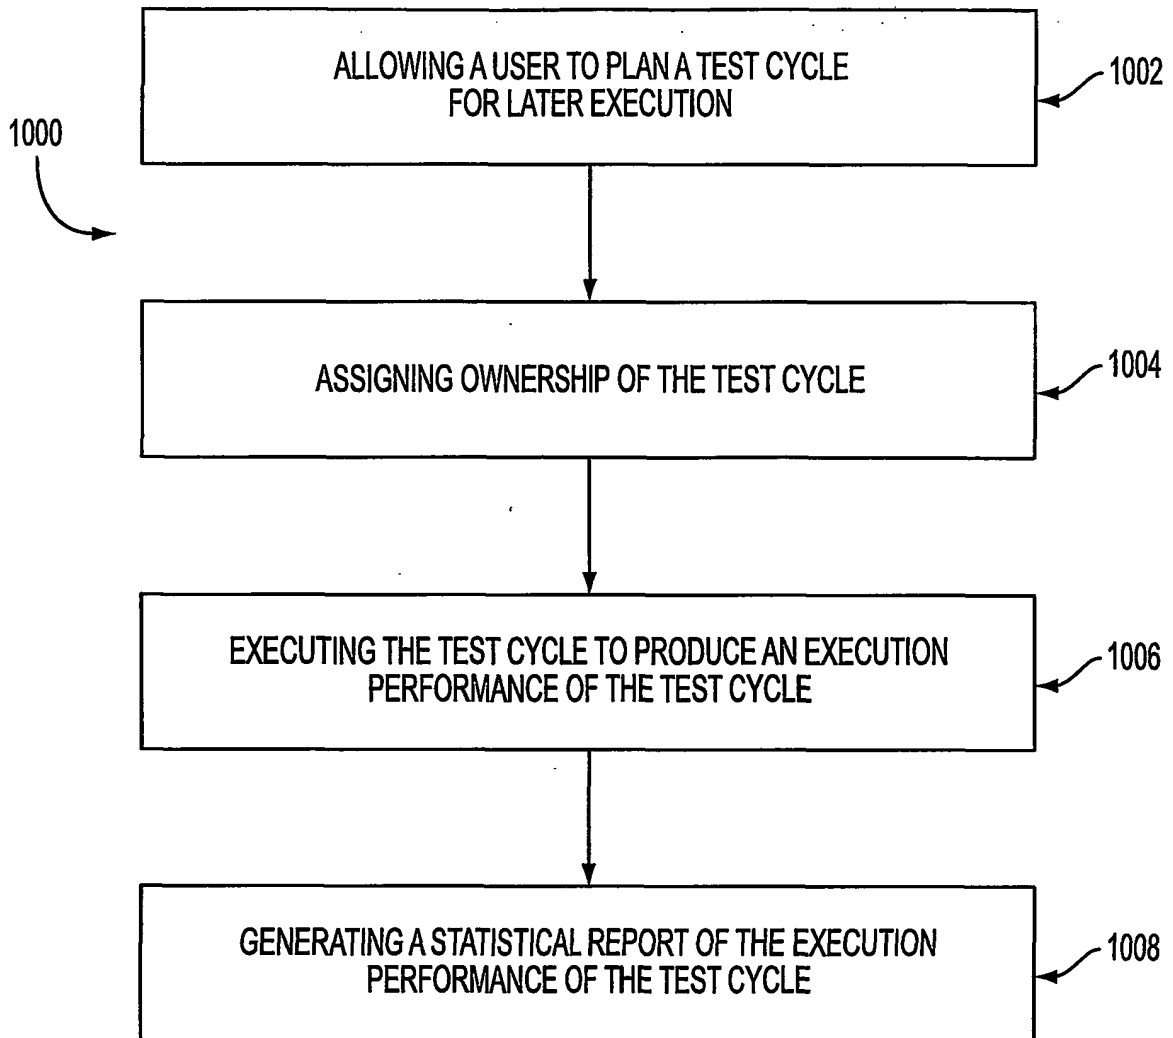 ALLOWING A USER TO PLAN A TEST CYCLE
FOR LATER EXECUTION
1002
1000
ASSIGNING OWNERSHIP OF THE TEST CYCLE
1004
EXECUTING THE TEST CYCLE TO PRODUCE AN EXECUTION
PERFORMANCE OF THE TEST CYCLE
1006
GENERATING A STATISTICAL REPORT OF THE EXECUTION
PERFORMANCE OF THE TEST CYCLE
1008